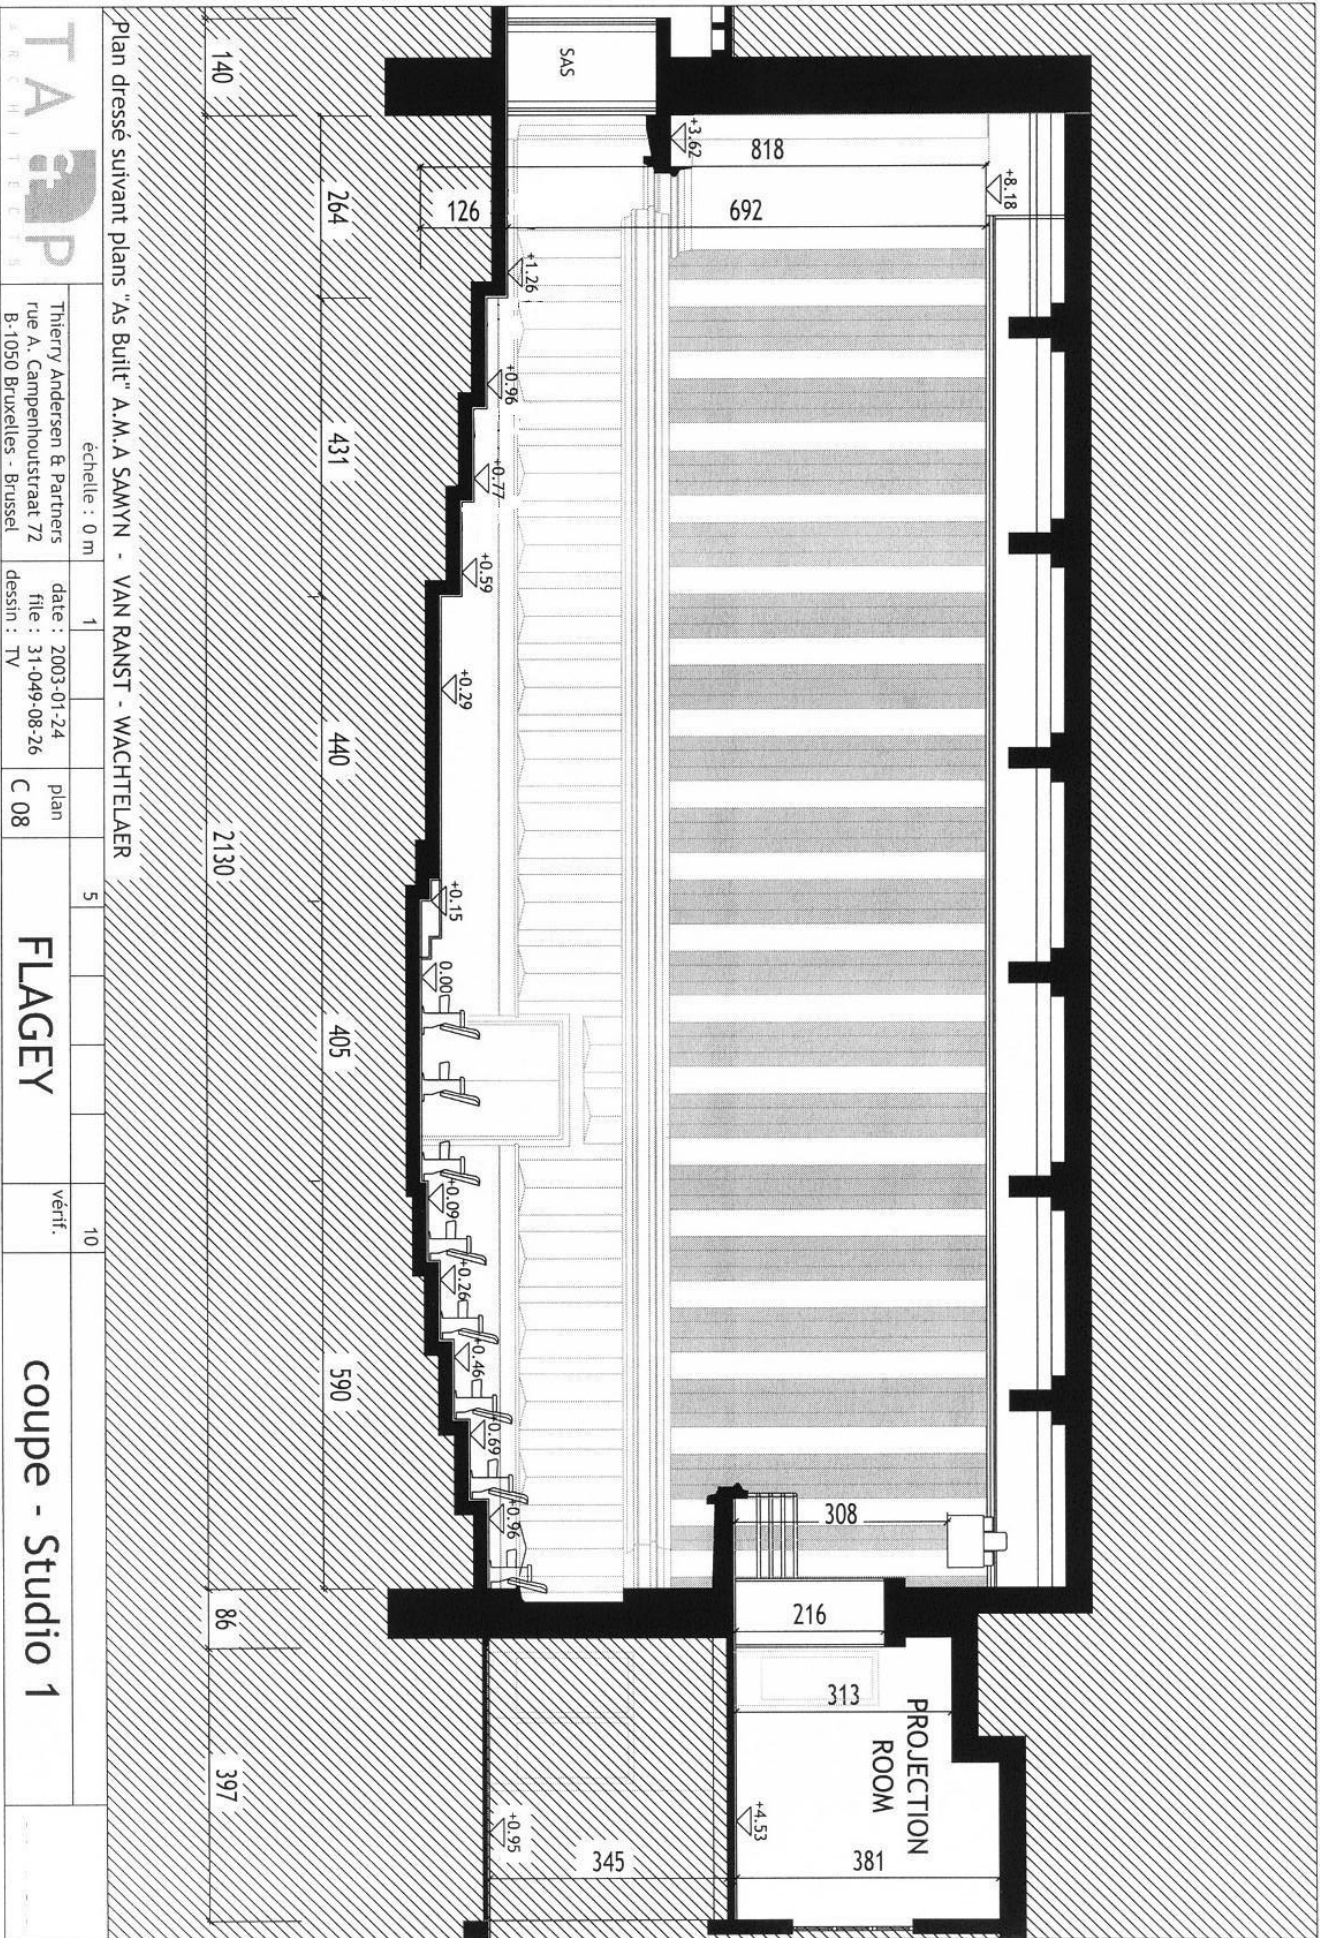 SAS
+3.62
818
+8.18
126
692
+1.26
+0.96
+0.77
+0.59
+0.29
+0.15
0.00
+0.09
+0.26
+0.46
+0.69
+0.96
308
216
313
PROJECTION
ROOM
+4.53
+0.95
345
381
264
431
440
405
590
140
2130
86
397
Plan dressé suivant plans "As Built" A.M.A SAMYN - VAN RANST - WACHTELAER
échelle : 0 m 1 5 10
TA&P
ARCHITECTS
Thierry Andersen & Partners
rue A. Campenhoutstraat 72
B-1050 Bruxelles - Brussel
date : 2003-01-24
file : 31-049-08-26
dessin : TV
plan
C 08
FLAGEY
vérif.
coupe - Studio 1